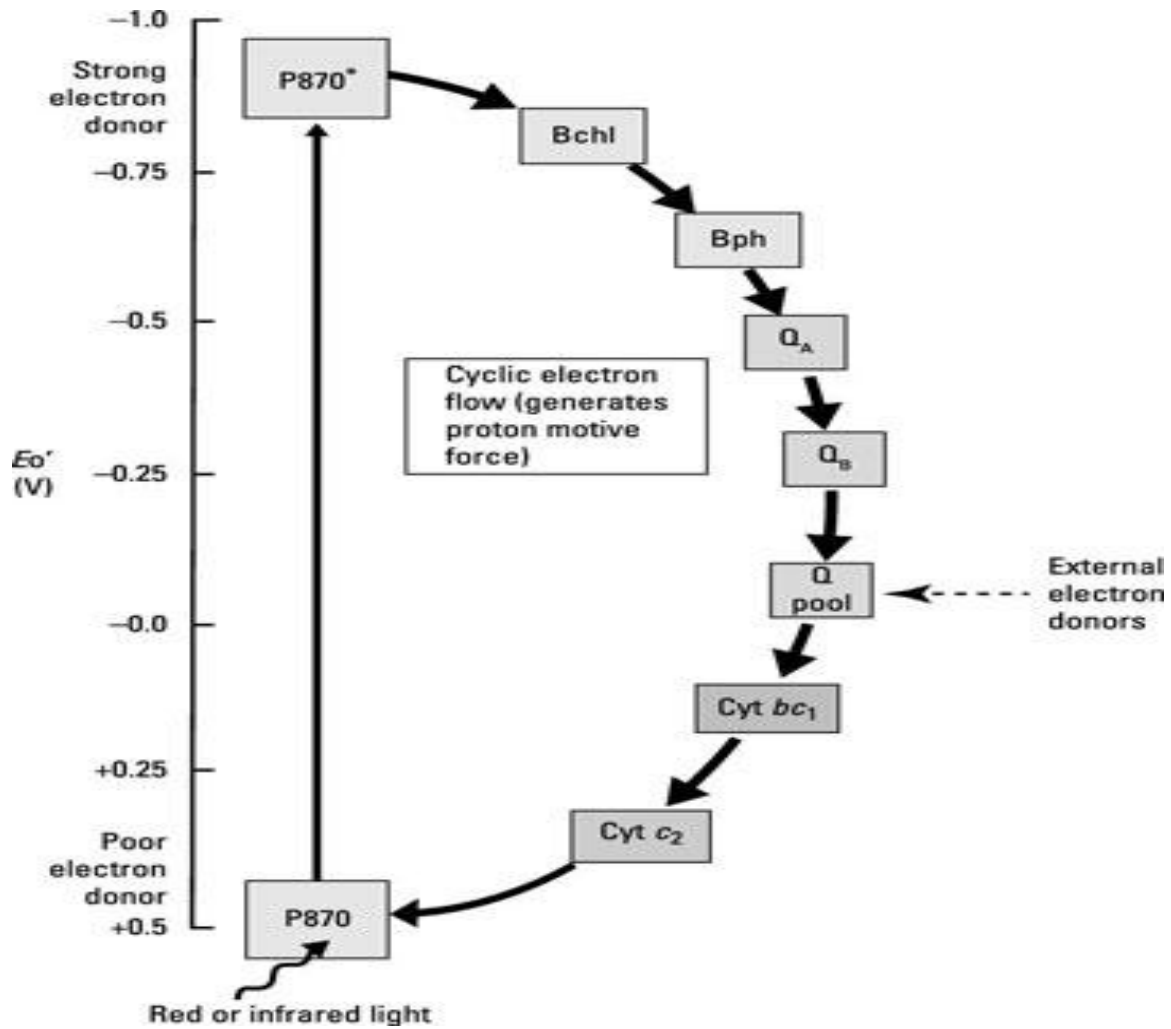 −1.0
Strong
electron
donor
−0.75
−0.5
Eo′
(V)
−0.25
−0.0
+0.25
Poor
electron
donor
+0.5
P870*
Bchl
Bph
QA
QB
Q
pool
Cyt bc1
Cyt c2
P870
Cyclic electron
flow (generates
proton motive
force)
External
electron
donors
Red or infrared light